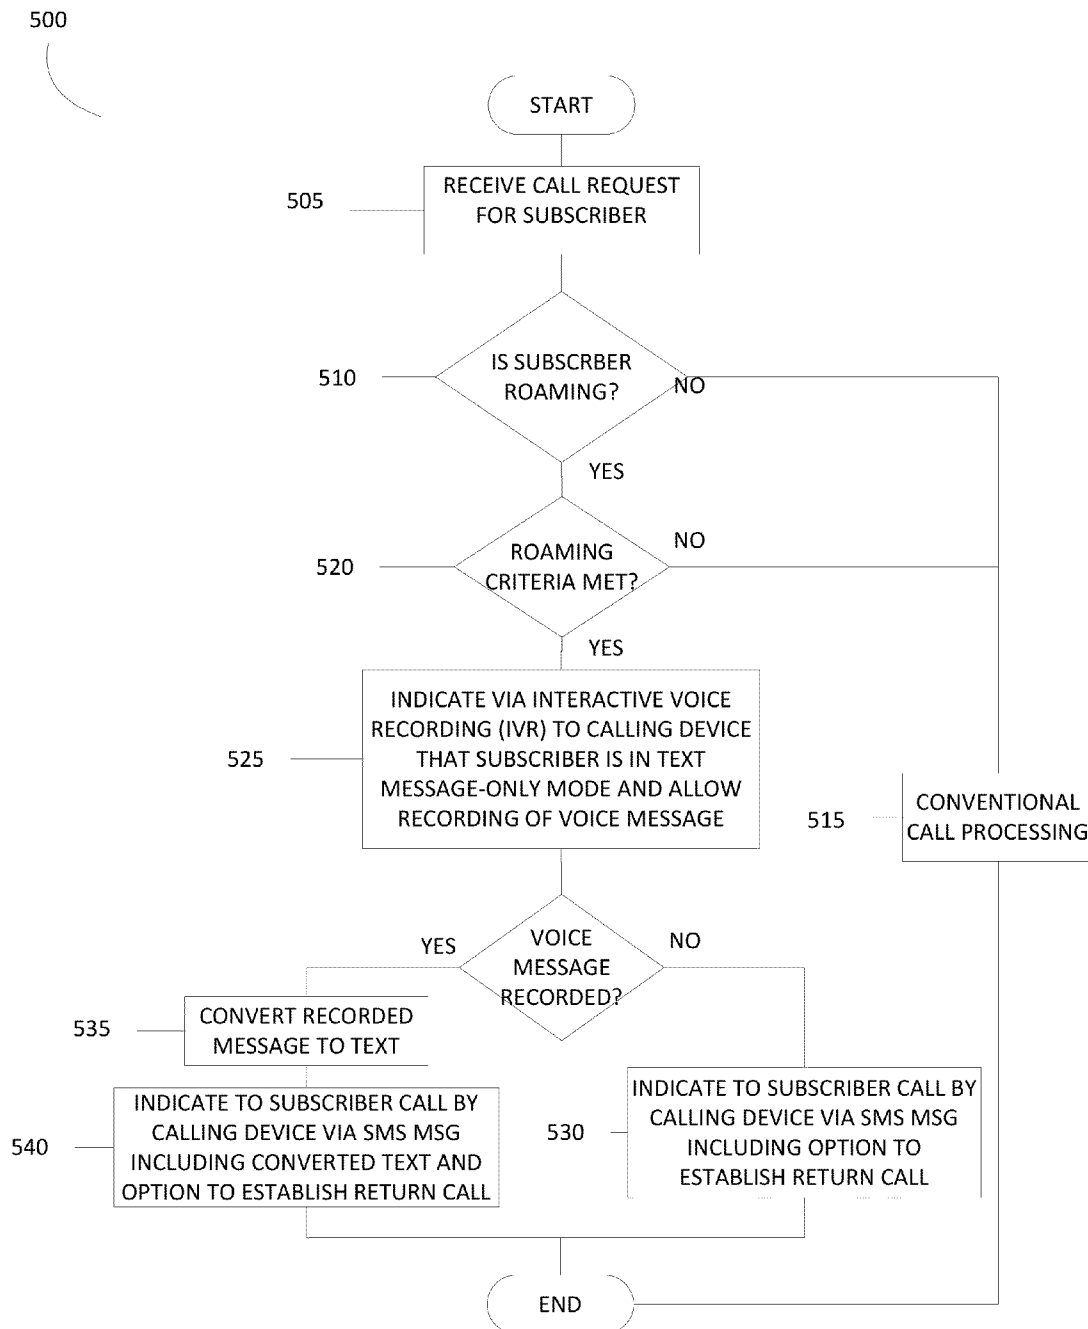 500
START
505
RECEIVE CALL REQUEST
FOR SUBSCRIBER
510
IS SUBSCRBER
ROAMING?
NO
YES
520
ROAMING
CRITERIA MET?
NO
YES
525
INDICATE VIA INTERACTIVE VOICE
RECORDING (IVR) TO CALLING DEVICE
THAT SUBSCRIBER IS IN TEXT
MESSAGE-ONLY MODE AND ALLOW
RECORDING OF VOICE MESSAGE
515
CONVENTIONAL
CALL PROCESSING
YES
VOICE
MESSAGE
RECORDED?
NO
535
CONVERT RECORDED
MESSAGE TO TEXT
540
INDICATE TO SUBSCRIBER CALL BY
CALLING DEVICE VIA SMS MSG
INCLUDING CONVERTED TEXT AND
OPTION TO ESTABLISH RETURN CALL
530
INDICATE TO SUBSCRIBER CALL BY
CALLING DEVICE VIA SMS MSG
INCLUDING OPTION TO
ESTABLISH RETURN CALL
END